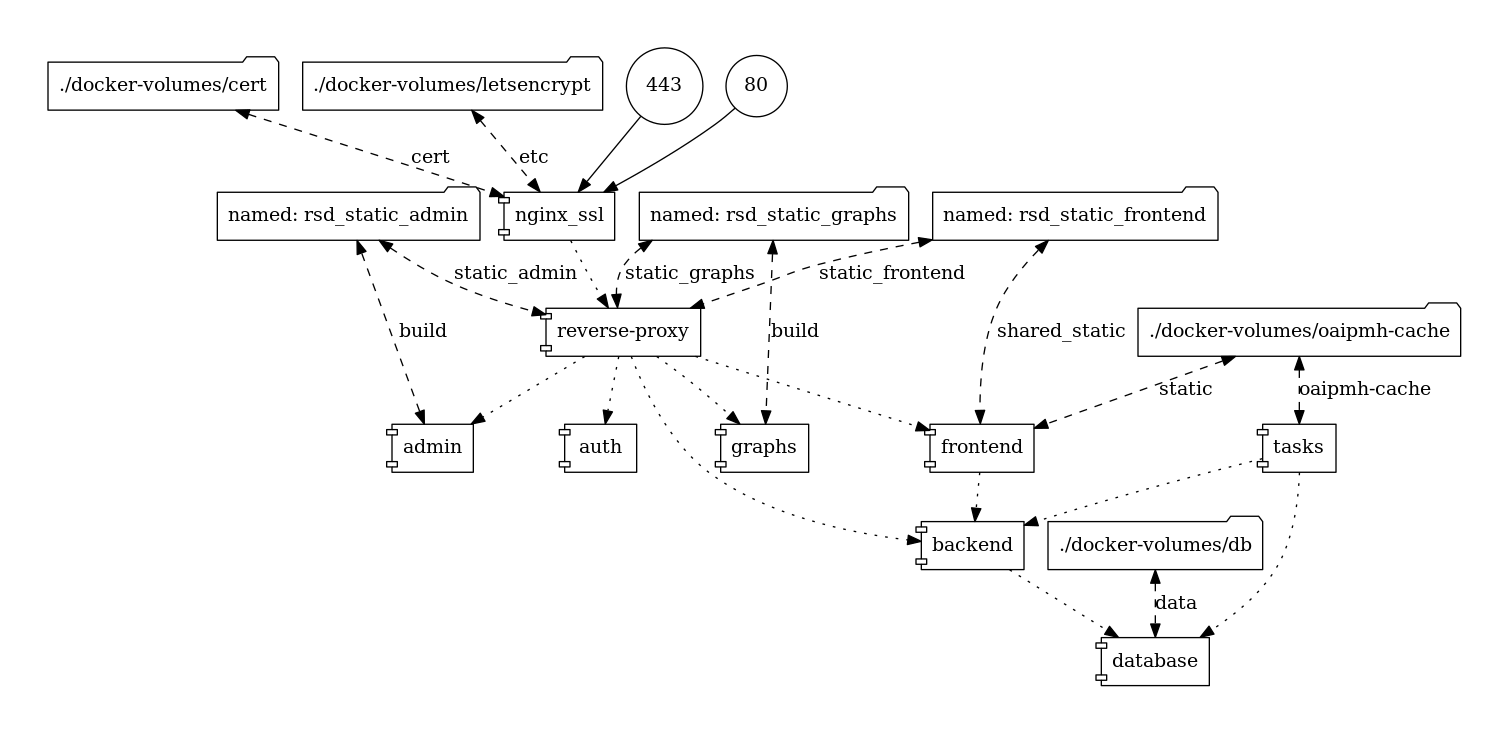 ./docker-volumes/cert
./docker-volumes/letsencrypt
443
80
cert
etc
named: rsd_static_admin
nginx_ssl
named: rsd_static_graphs
named: rsd_static_frontend
static_admin
static_graphs
static_frontend
build
reverse-proxy
build
shared_static
./docker-volumes/oaipmh-cache
static
oaipmh-cache
admin
auth
graphs
frontend
tasks
backend
./docker-volumes/db
data
database